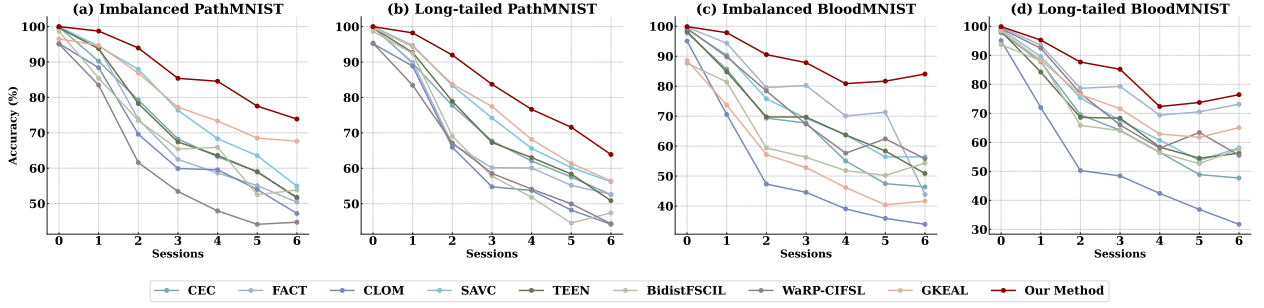 (a) Imbalanced PathMNIST
(b) Long-tailed PathMNIST
(c) Imbalanced BloodMNIST
(d) Long-tailed BloodMNIST
Accuracy (%)
100
90
80
70
60
50
0 1 2 3 4 5 6
Sessions
100
90
80
70
60
50
0 1 2 3 4 5 6
Sessions
100
90
80
70
60
50
40
0 1 2 3 4 5 6
Sessions
100
90
80
70
60
50
40
30
0 1 2 3 4 5 6
Sessions
CEC FACT CLOM SAVC TEEN BidistFSCIL WaRP-CIFSL GKEAL Our Method